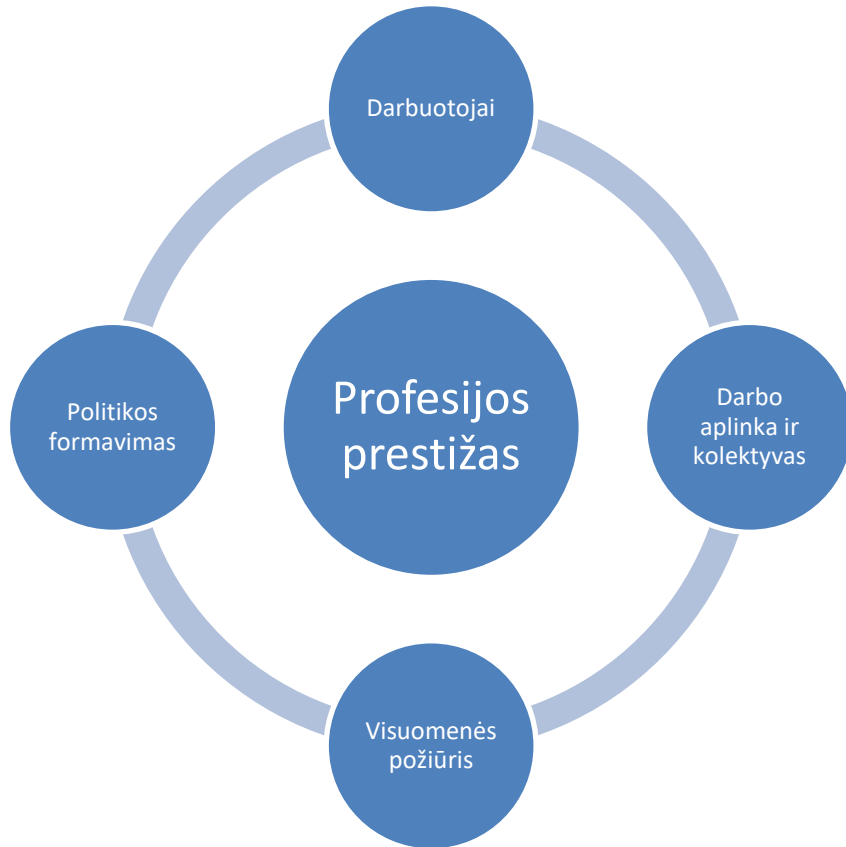 Darbuotojai
Profesijos
prestižas
Politikos
formavimas
Darbo
aplinka ir
kolektyvas
Visuomenės
požiūris